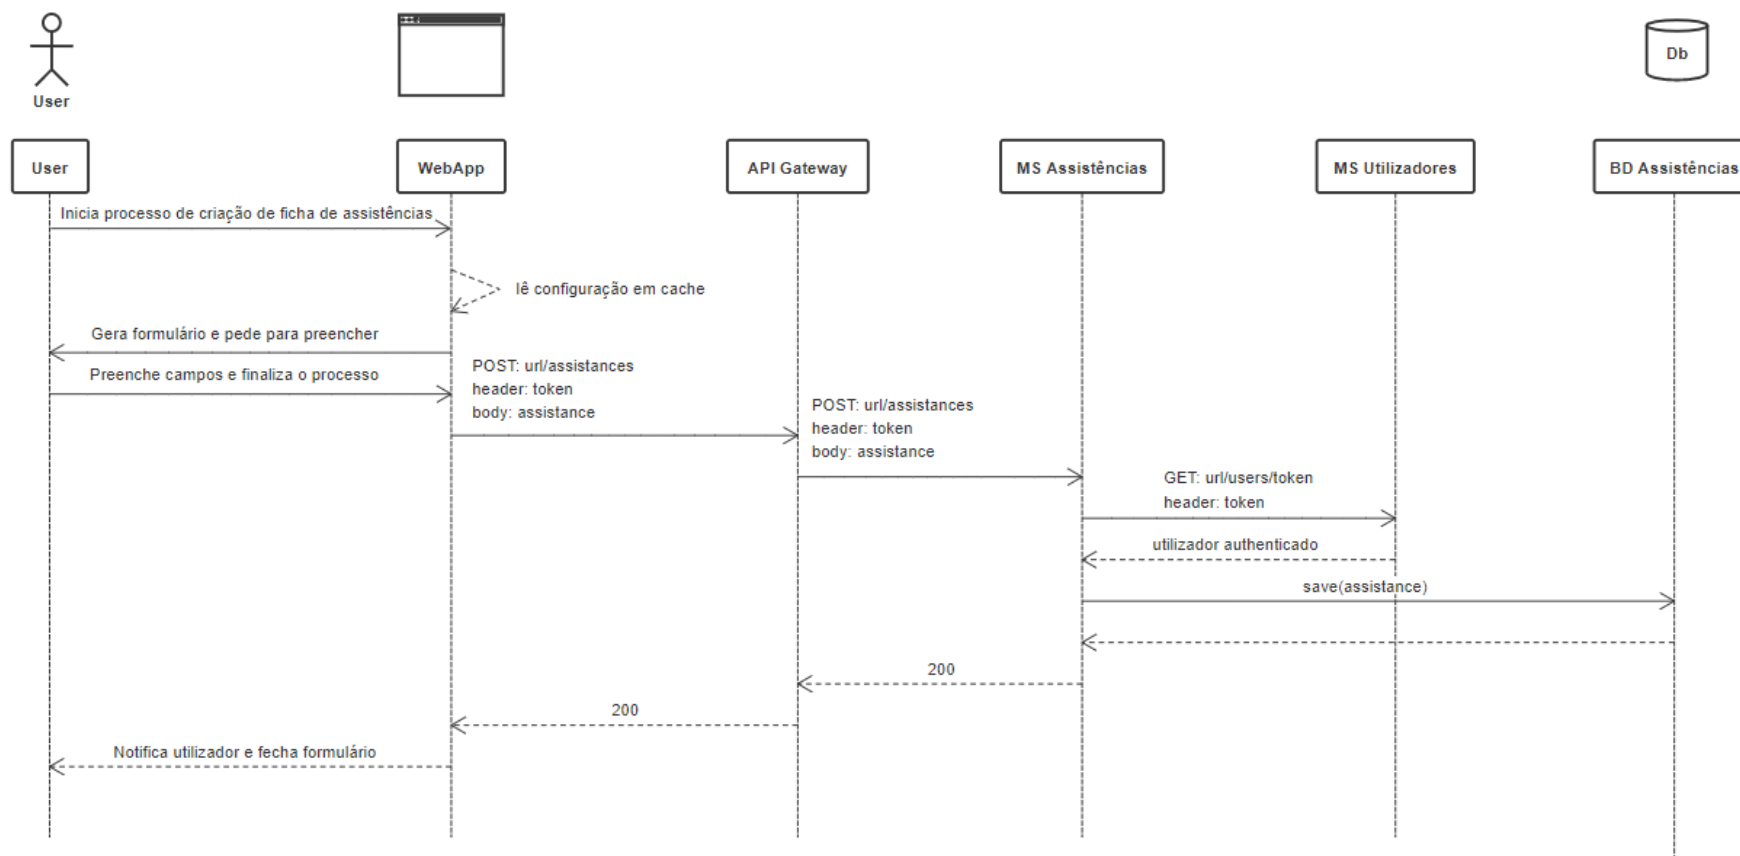 User
Db
User
WebApp
API Gateway
MS Assistências
MS Utilizadores
BD Assistências
Inicia processo de criação de ficha de assistências
lê configuração em cache
Gera formulário e pede para preencher
Preenche campos e finaliza o processo
POST: url/assistances
header: token
body: assistance
POST: url/assistances
header: token
body: assistance
GET: url/users/token
header: token
utilizador authenticado
save(assistance)
200
200
Notifica utilizador e fecha formulário